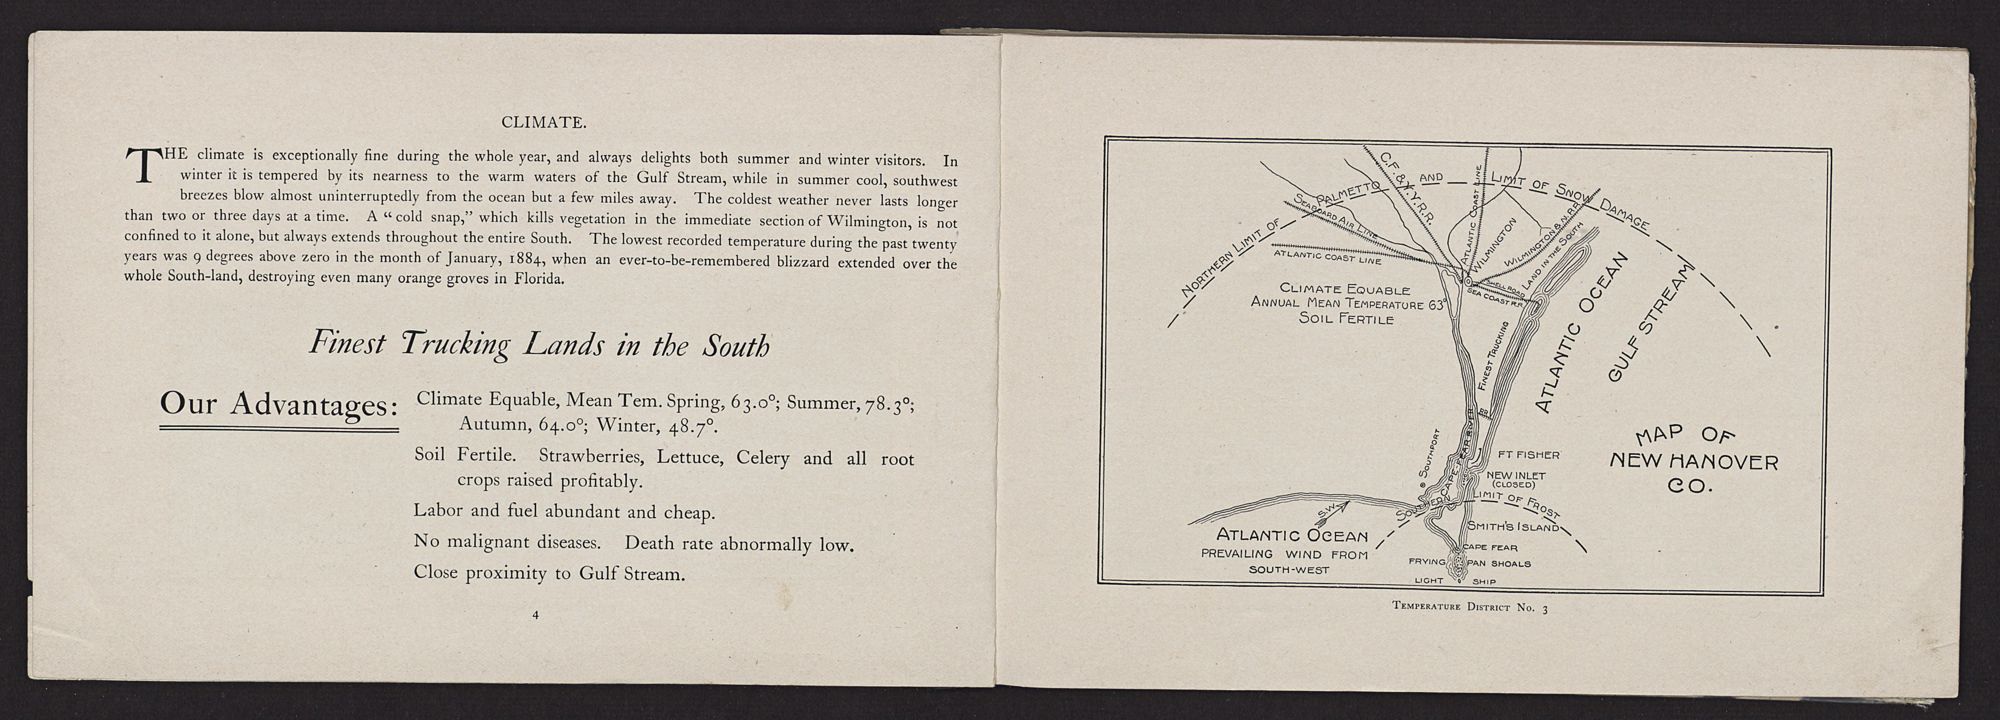 CLIMATE.
THE climate is exceptionally fine during the whole year, and always delights both summer and winter visitors. In
winter it is tempered by its nearness to the warm waters of the Gulf Stream, while in summer cool, southwest
breezes blow almost uninterruptedly from the ocean but a few miles away. The coldest weather never lasts longer
than two or three days at a time. A “cold snap,” which kills vegetation in the immediate section of Wilmington, is not
confined to it alone, but always extends throughout the entire South. The lowest recorded temperature during the past twenty
years was 9 degrees above zero in the month of January, 1884, when an ever-to-be-remembered blizzard extended over the
whole South-land, destroying even many orange groves in Florida.
Finest Trucking Lands in the South
Our Advantages:
Climate Equable, Mean Tem. Spring, 63.0°; Summer, 78.3°;
Autumn, 64.0°; Winter, 48.7°.
Soil Fertile. Strawberries, Lettuce, Celery and all root
crops raised profitably.
Labor and fuel abundant and cheap.
No malignant diseases. Death rate abnormally low.
Close proximity to Gulf Stream.
4
NORTHERN LIMIT OF PALMETTO AND LIMIT OF SNOW DAMAGE
C.F. & Y.Y.R.R.
SEABOARD AIR LINE
ATLANTIC COAST LINE
ATLANTIC COAST LINE
WILMINGTON
WILMINGTON & N.R.R.
SHELL ROAD
SEA COAST R.R.
FINEST TRUCKING
LAND IN THE SOUTH
CLIMATE EQUABLE
ANNUAL MEAN TEMPERATURE 63°
SOIL FERTILE
ATLANTIC OCEAN
GULF STREAM
MAP OF
NEW HANOVER
CO.
CAPE FEAR RIVER
SOUTHPORT
FT FISHER
NEW INLET
(CLOSED)
SOUTHERN LIMIT OF FROST
SMITH'S ISLAND
S.W.
ATLANTIC OCEAN
PREVAILING WIND FROM
SOUTH-WEST
CAPE FEAR
FRYING PAN SHOALS
LIGHT SHIP
TEMPERATURE DISTRICT No. 3